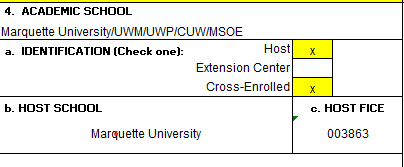 4. ACADEMIC SCHOOL
Marquette University/UWM/UWP/CUW/MSOE
a. IDENTIFICATION (Check one): Host x
Extension Center
Cross-Enrolled x
b. HOST SCHOOL c. HOST FICE
Marquette University 003863